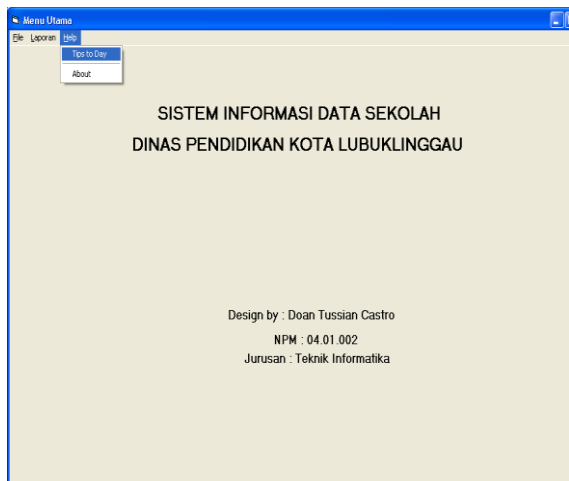 Menu Utama
File Laporan Help
Tips to Day
About
SISTEM INFORMASI DATA SEKOLAH
DINAS PENDIDIKAN KOTA LUBUKLINGGAU
Design by : Doan Tussian Castro
NPM : 04.01.002
Jurusan : Teknik Informatika